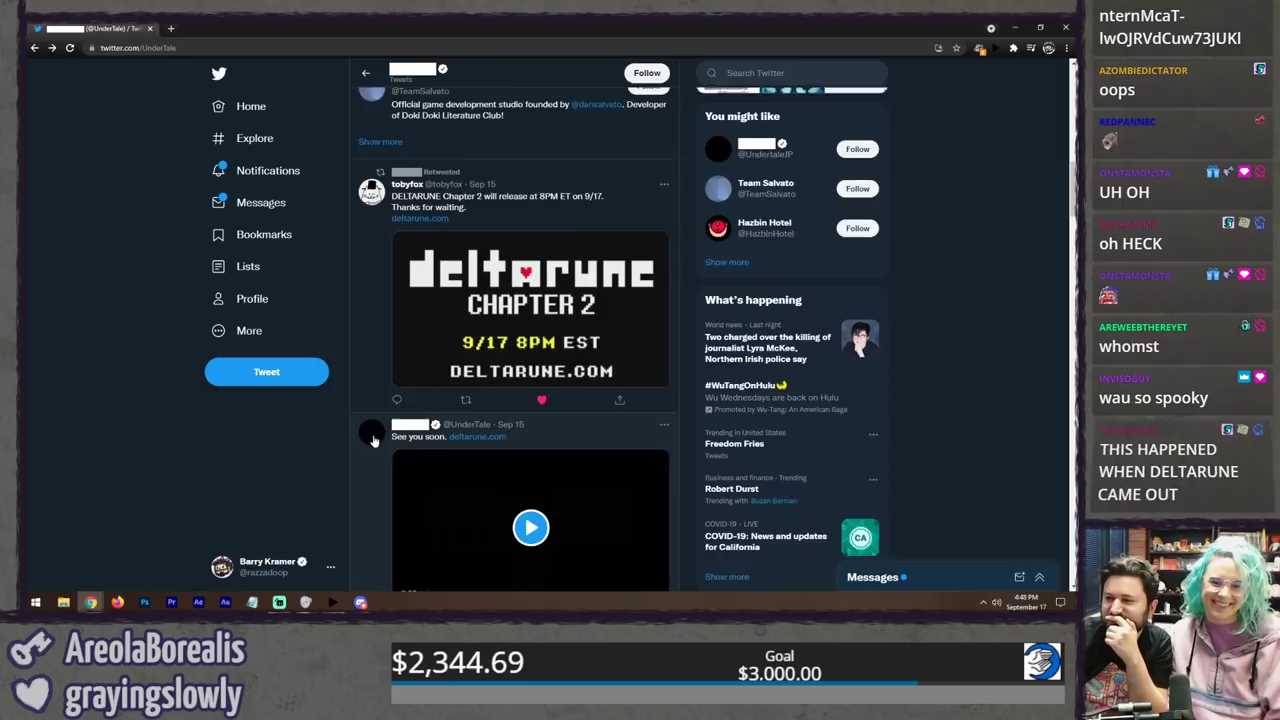 (@UnderTale) / Twi
twitter.com/UnderTale
Home
Explore
Notifications
Messages
Bookmarks
Lists
Profile
More
Tweet
Barry Kramer
@razzadoop
Tweets
Follow
@TeamSalvato
Official game development studio founded by @dansalvato. Developer
of Doki Doki Literature Club!
Show more
Retweeted
tobyfox @tobyfox · Sep 15
DELTARUNE Chapter 2 will release at 8PM ET on 9/17.
Thanks for waiting.
deltarune.com
deltarune
CHAPTER 2
9/17 8PM EST
DELTARUNE.COM
@UnderTale · Sep 15
See you soon. deltarune.com
Search Twitter
You might like
@UndertaleJP
Follow
Team Salvato
@TeamSalvato
Follow
Hazbin Hotel
@HazbinHotel
Follow
Show more
What's happening
World news · Last night
Two charged over the killing of
journalist Lyra McKee,
Northern Irish police say
#WuTangOnHulu
Wu Wednesdays are back on Hulu
Promoted by Wu-Tang: An American Saga
Trending in United States
Freedom Fries
Tweets
Business and finance · Trending
Robert Durst
Trending with Susan Berman
COVID-19 · LIVE
COVID-19: News and updates
for California
CA
Show more
Messages
4:48 PM
September 17
nternMcaT-
lwOJRVdCuw73JUKl
AZOMBIEDICTATOR
oops
REDPANNEC
ONSTAMONSTA
UH OH
oh HECK
ONSTAMONSTA
AREWEBTHEREYET
whomst
INVISOGUY
wau so spooky
THIS HAPPENED
WHEN DELTARUNE
CAME OUT
AreolaBorealis
grayingslowly
$2,344.69
Goal
$3,000.00